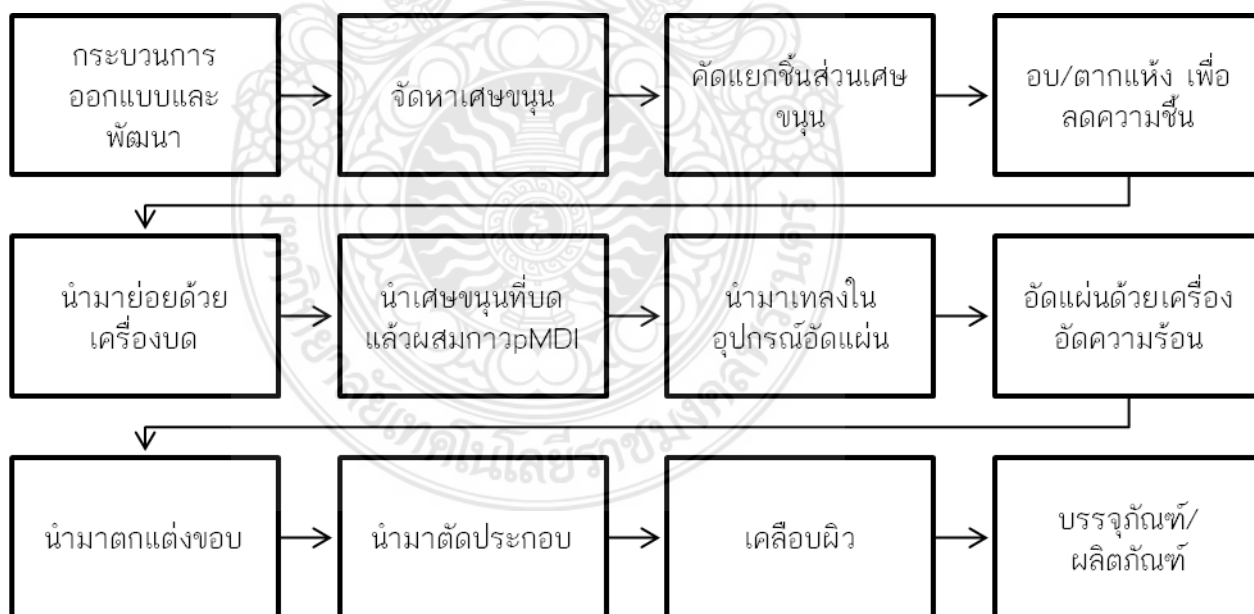 กระบวนการ
ออกแบบและ
พัฒนา
จัดหาเศษขนุน
คัดแยกชิ้นส่วนเศษ
ขนุน
อบ/ตากแห้ง เพื่อ
ลดความชื้น
นำมาย่อยด้วย
เครื่องบด
นำเศษขนุนที่บด
แล้วผสมกาวpMDI
นำมาเทลงใน
อุปกรณ์อัดแผ่น
อัดแผ่นด้วยเครื่อง
อัดความร้อน
นำมาตกแต่งขอบ
นำมาตัดประกอบ
เคลือบผิว
บรรจุภัณฑ์/
ผลิตภัณฑ์